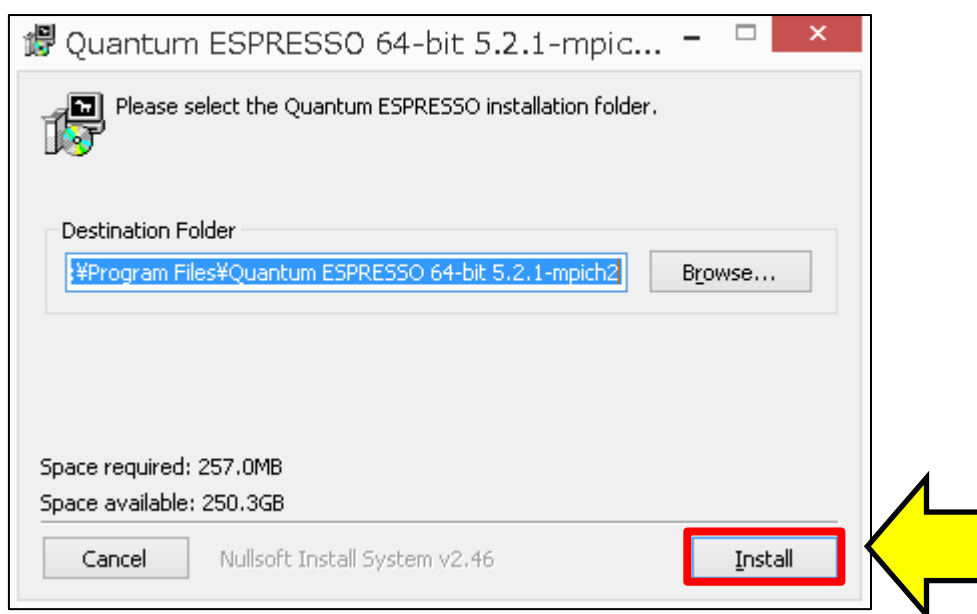 Quantum ESPRESSO 64-bit 5.2.1-mpic...
Please select the Quantum ESPRESSO installation folder.
Destination Folder
:¥Program Files¥Quantum ESPRESSO 64-bit 5.2.1-mpich2
Browse...
Space required: 257.0MB
Space available: 250.3GB
Cancel
Nullsoft Install System v2.46
Install